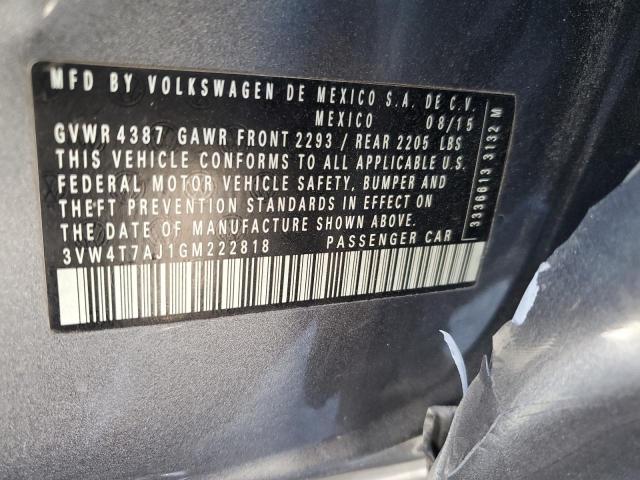 MFD BY VOLKSWAGEN DE MEXICO S.A. DE C.V.
MEXICO 08/15
GVWR 4387 GAWR FRONT 2293 / REAR 2205 LBS
THIS VEHICLE CONFORMS TO ALL APPLICABLE U.S.
FEDERAL MOTOR VEHICLE SAFETY, BUMPER AND
THEFT PREVENTION STANDARDS IN EFFECT ON
THE DATE OF MANUFACTURE SHOWN ABOVE.
3VW4T7AJ1GM222818 PASSENGER CAR
3336613 3132 M